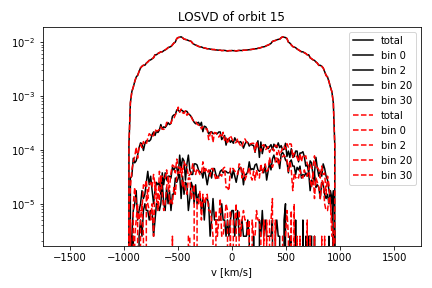 LOSVD of orbit 15
10⁻²
10⁻³
10⁻⁴
10⁻⁵
total
bin 0
bin 2
bin 20
bin 30
total
bin 0
bin 2
bin 20
bin 30
−1500 −1000 −500 0 500 1000 1500
v [km/s]